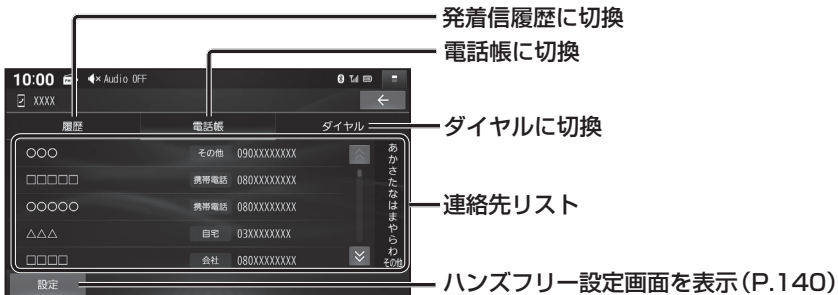 発着信履歴に切換
電話帳に切換
10:00 Audio OFF
XXXX
履歴 電話帳 ダイヤル
ダイヤルに切換
○○○ その他 090XXXXXXXX
□□□□□ 携帯電話 080XXXXXXXX
○○○○○ 携帯電話 080XXXXXXXX
△△△ 自宅 03XXXXXXXX
□□□□ 会社 080XXXXXXXX
あ
か
さ
た
な
は
ま
や
ら
わ
その他
連絡先リスト
設定
ハンズフリー設定画面を表示(P.140)